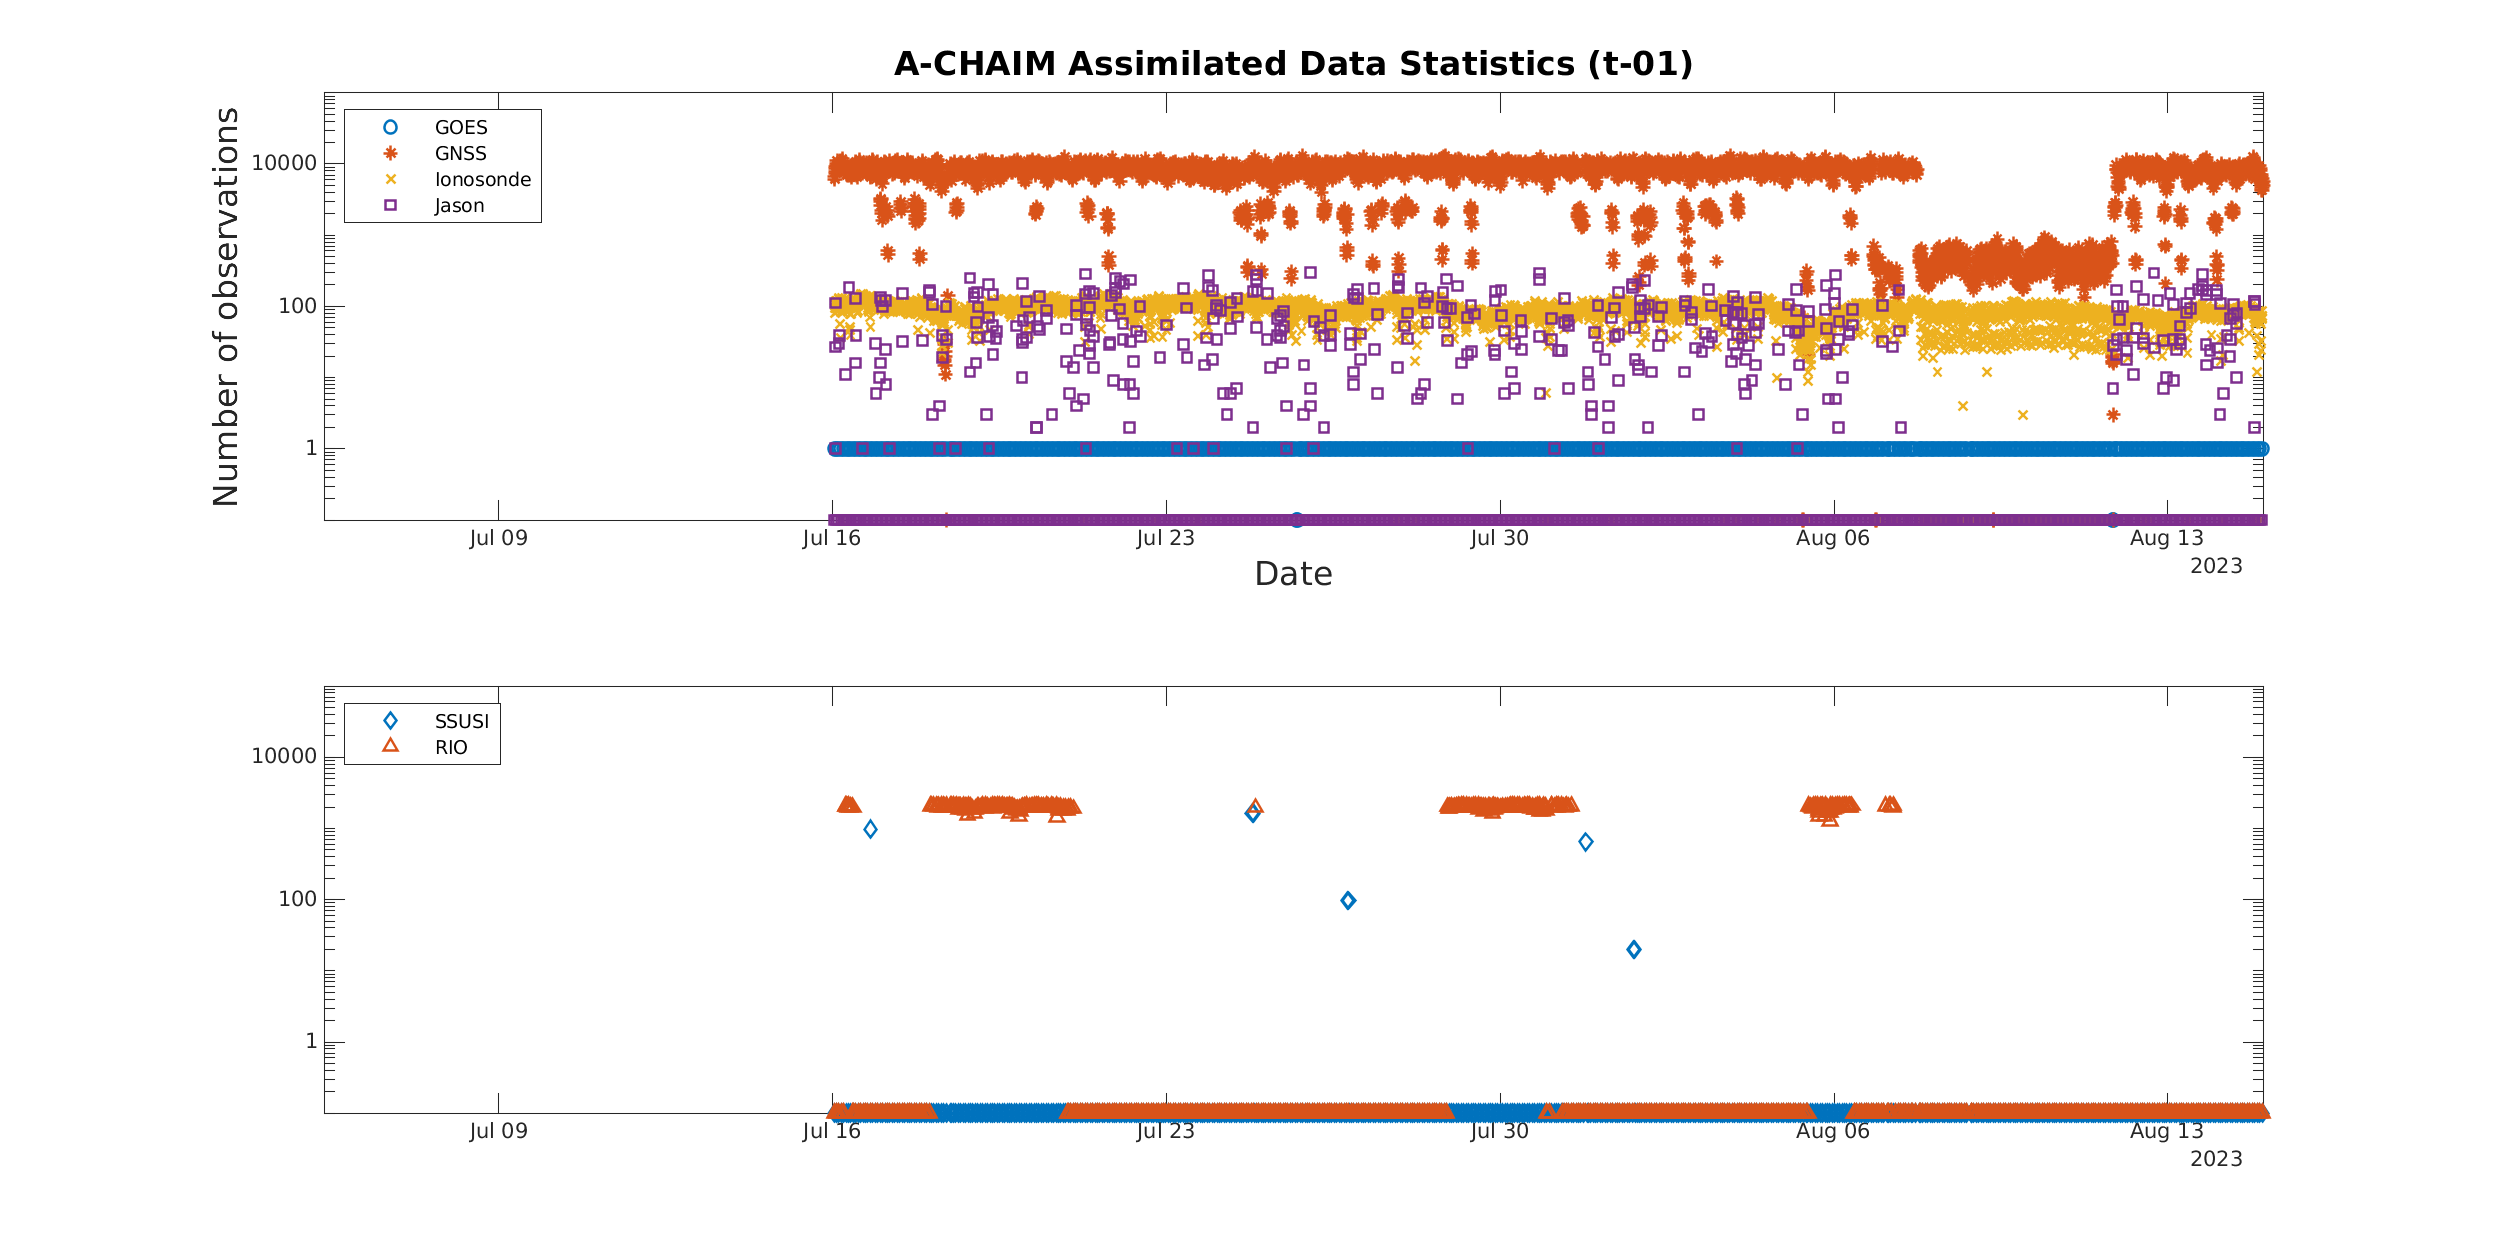 A-CHAIM Assimilated Data Statistics (t-01)
Number of observations
10000
100
1
GOES
GNSS
Ionosonde
Jason
Jul 09
Jul 16
Jul 23
Jul 30
Aug 06
Aug 13
2023
Date
10000
100
1
SSUSI
RIO
Jul 09
Jul 16
Jul 23
Jul 30
Aug 06
Aug 13
2023